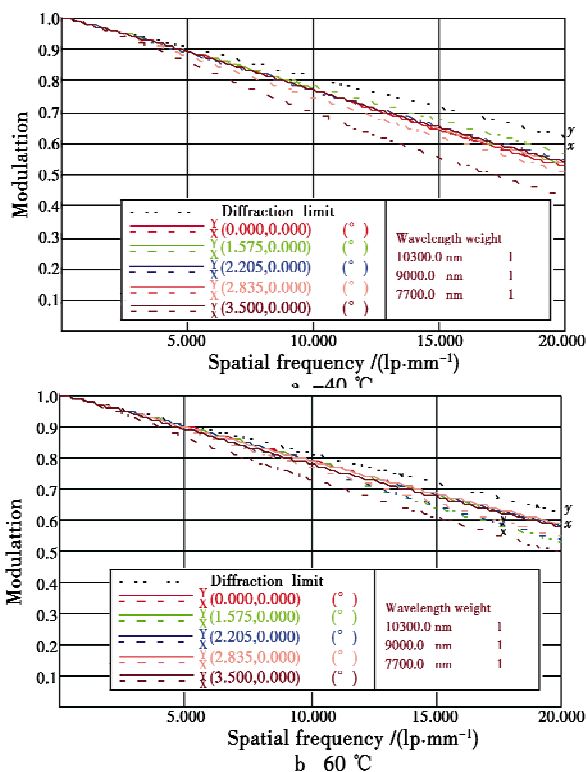 1.0
0.9
0.8
0.7
0.6
0.5
0.4
0.3
0.2
0.1
Modulattion
y
x
Diffraction limit
Y X (0.000,0.000) (° )
Y X (1.575,0.000) (° )
Y X (2.205,0.000) (° )
Y X (2.835,0.000) (° )
Y X (3.500,0.000) (° )
Wavelength weight
10300.0 nm 1
9000.0 nm 1
7700.0 nm 1
5.000 10.000 15.000 20.000
Spatial frequency /(lp·mm⁻¹)
a -40 ℃
1.0
0.9
0.8
0.7
0.6
0.5
0.4
0.3
0.2
0.1
Modulattion
y
x
Diffraction limit
Y X (0.000,0.000) (° )
Y X (1.575,0.000) (° )
Y X (2.205,0.000) (° )
Y X (2.835,0.000) (° )
Y X (3.500,0.000) (° )
Wavelength weight
10300.0 nm 1
9000.0 nm 1
7700.0 nm 1
5.000 10.000 15.000 20.000
Spatial frequency /(lp·mm⁻¹)
b 60 ℃